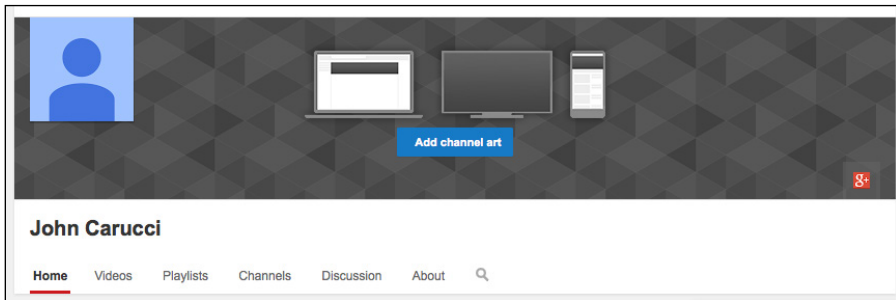 Add channel art
g+
John Carucci
Home Videos Playlists Channels Discussion About